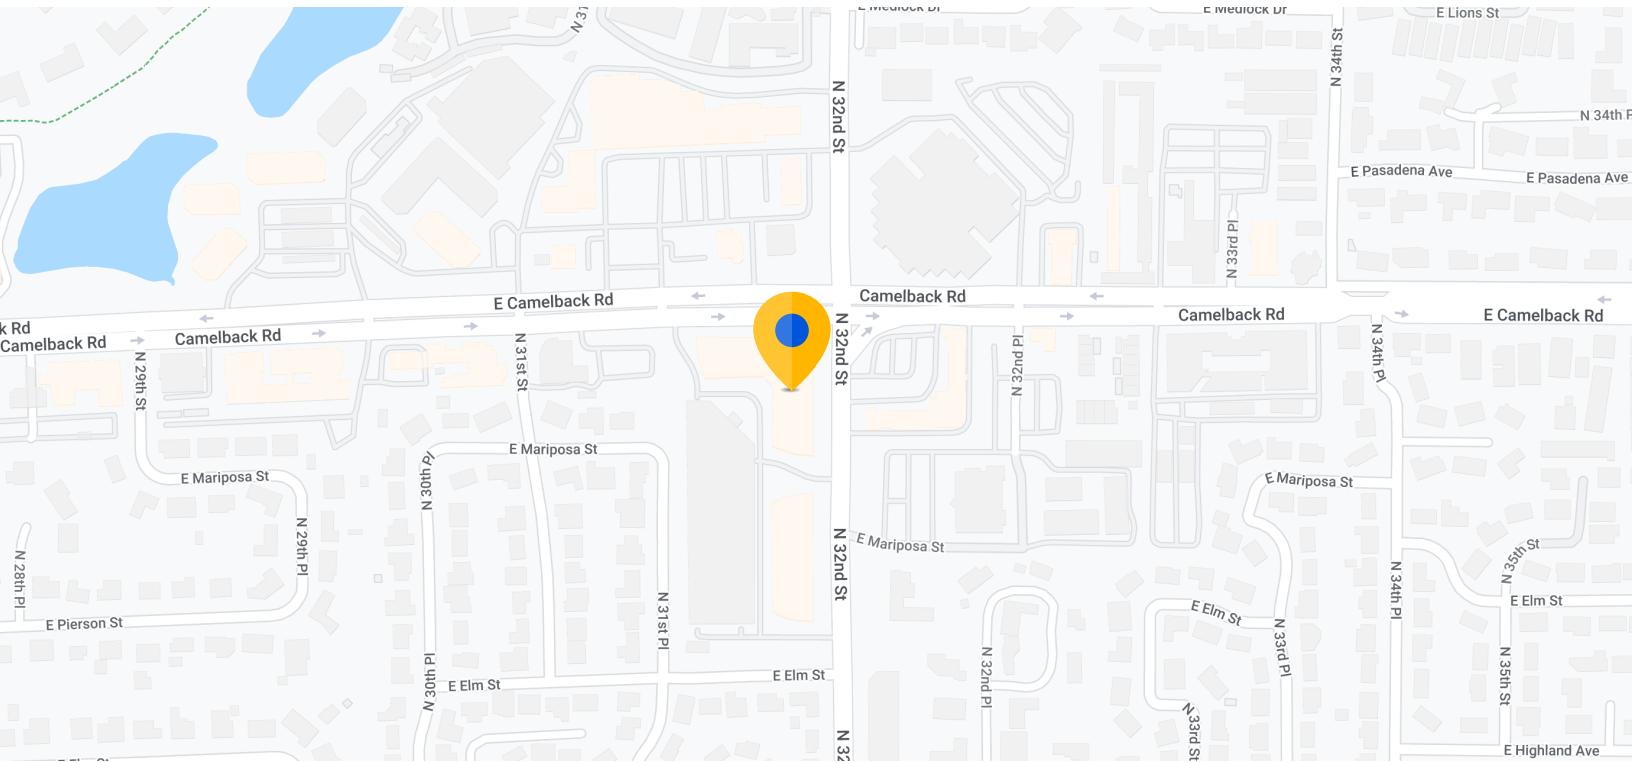 E Medlock Dr
E Medlock Dr
E Lions St
N 31
N 34th St
N 32nd St
N 34th P
E Pasadena Ave
E Pasadena Ave
N 33rd Pl
E Camelback Rd
Camelback Rd
Camelback Rd
E Camelback Rd
k Rd
Camelback Rd
Camelback Rd
N 29th St
N 31st St
N 32nd St
N 32nd Pl
N 34th Pl
E Mariposa St
E Mariposa St
E Mariposa St
N 30th Pl
N 29th Pl
N 28th Pl
E Mariposa St
N 32nd St
N 35th St
N 34th Pl
E Elm St
E Elm St
E Pierson St
N 31st Pl
N 33rd Pl
N 30th Pl
E Elm St
E Elm St
N 32nd Pl
N 35th St
N 33rd St
N 32
E Highland Ave